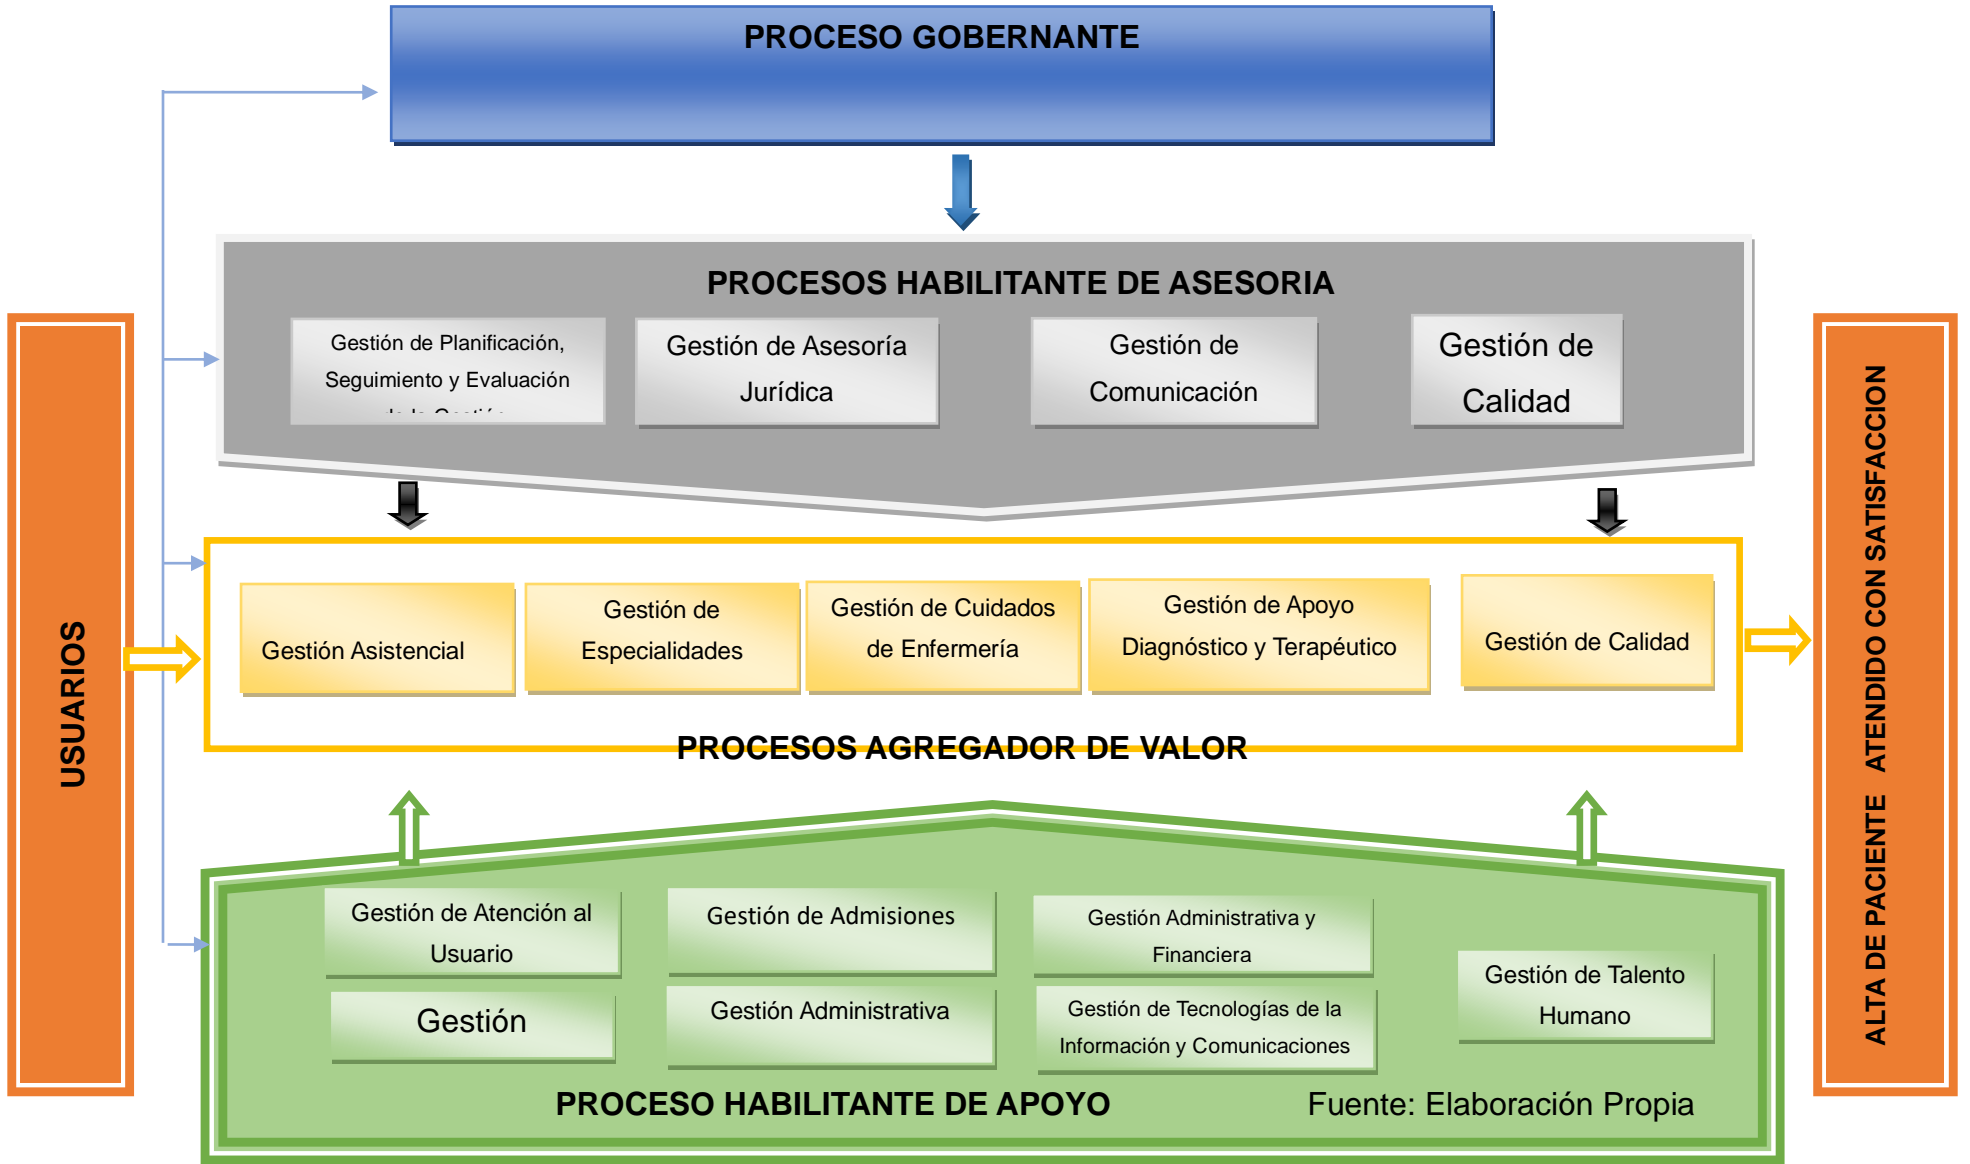 PROCESO GOBERNANTE
PROCESOS HABILITANTE DE ASESORIA
Gestión de Planificación,
Seguimiento y Evaluación
de la Gestión
Gestión de Asesoría
Jurídica
Gestión de
Comunicación
Gestión de
Calidad
USUARIOS
Gestión Asistencial
Gestión de
Especialidades
Gestión de Cuidados
de Enfermería
Gestión de Apoyo
Diagnóstico y Terapéutico
Gestión de Calidad
PROCESOS AGREGADOR DE VALOR
ALTA DE PACIENTE ATENDIDO CON SATISFACCION
Gestión de Atención al
Usuario
Gestión de Admisiones
Gestión Administrativa y
Financiera
Gestión de Talento
Humano
Gestión
Gestión Administrativa
Gestión de Tecnologías de la
Información y Comunicaciones
PROCESO HABILITANTE DE APOYO
Fuente: Elaboración Propia